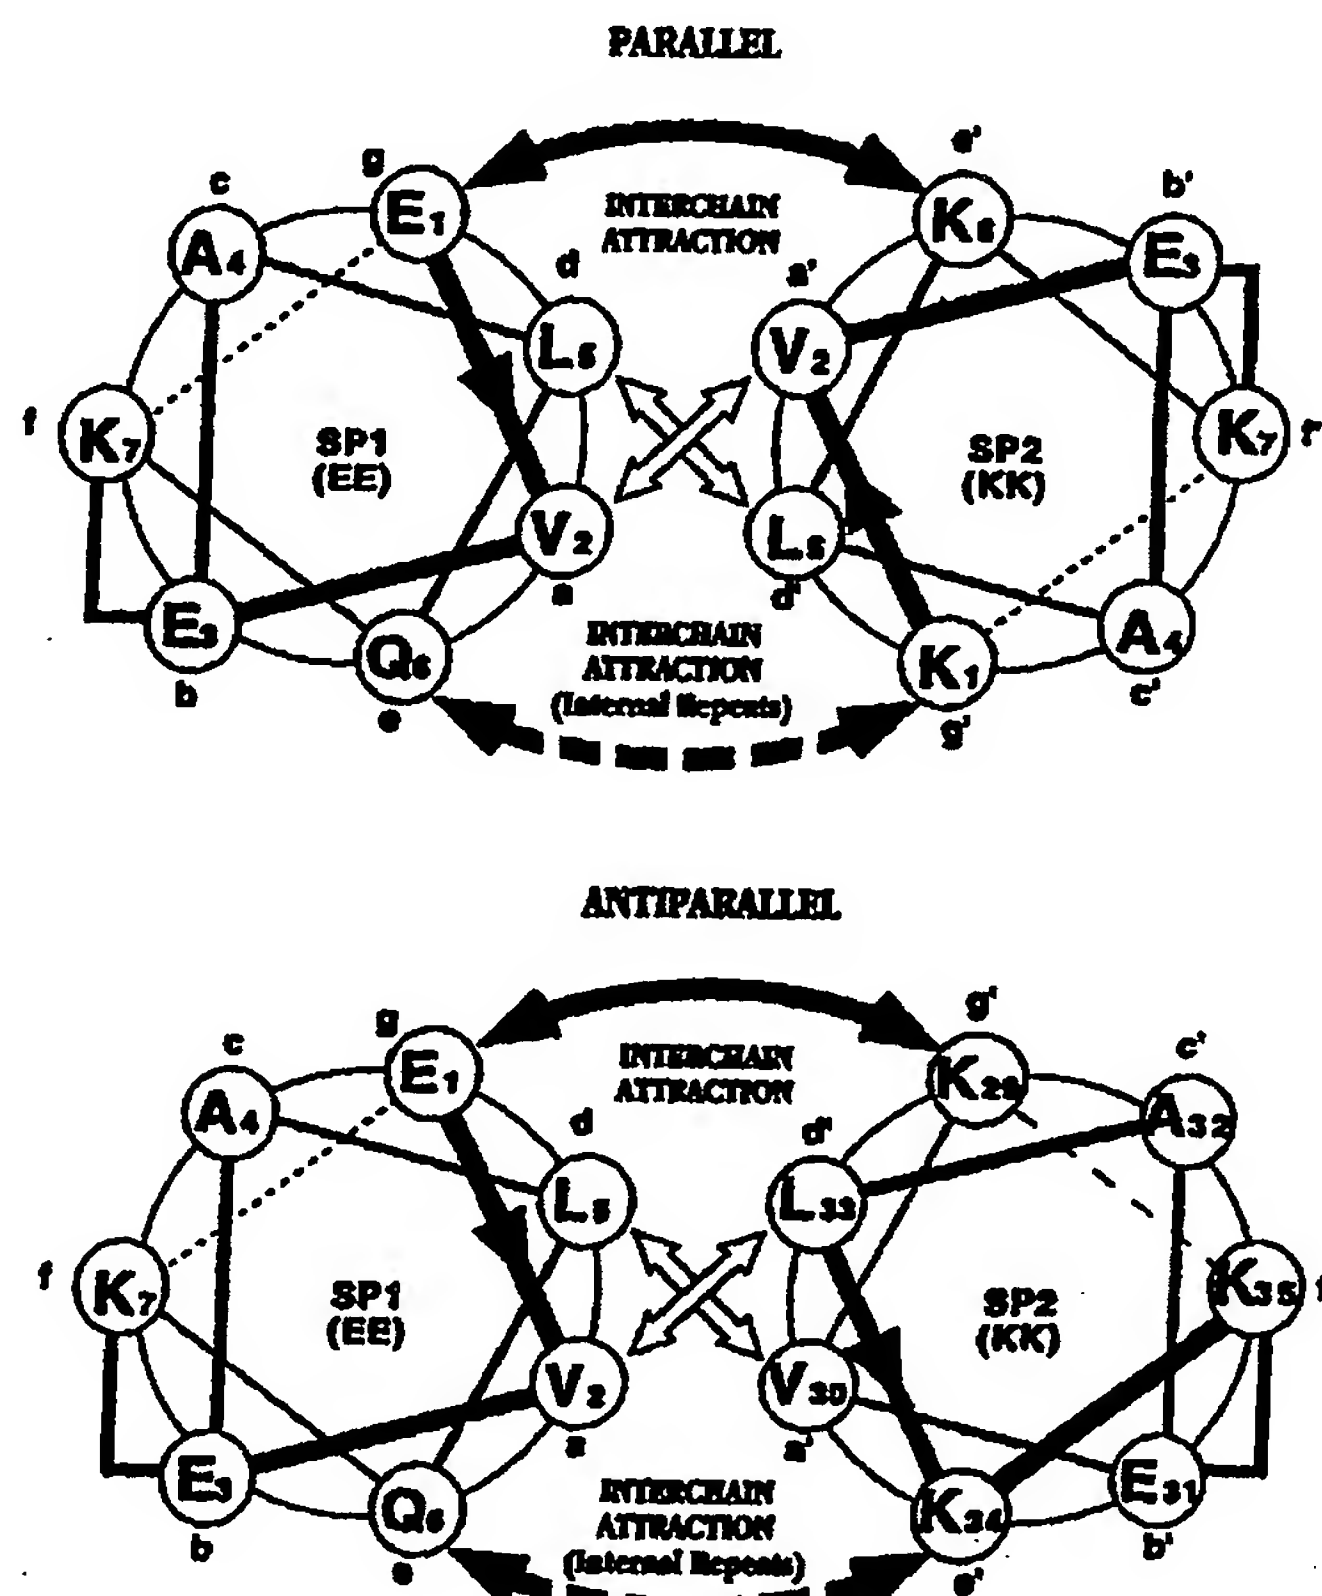 PARALLEL
g
e'
c
b'
E1
K6
INTERCHAIN
ATTRACTION
A4
E3
d
a'
L5
V2
f
K7
SP1
(EE)
SP2
(KK)
K7
f'
V2
L5
a
d'
E3
Q6
INTERCHAIN
ATTRACTION
(Internal Repeats)
K1
A4
b
e
g'
c'
ANTIPARALLEL
g
g'
c
c'
E1
K29
INTERCHAIN
ATTRACTION
A4
A32
d
d'
L5
L33
f
K7
SP1
(EE)
SP2
(KK)
K35
V2
V30
a
a'
E3
Q6
INTERCHAIN
ATTRACTION
(Internal Repeats)
K34
E31
b
e
e'
b'